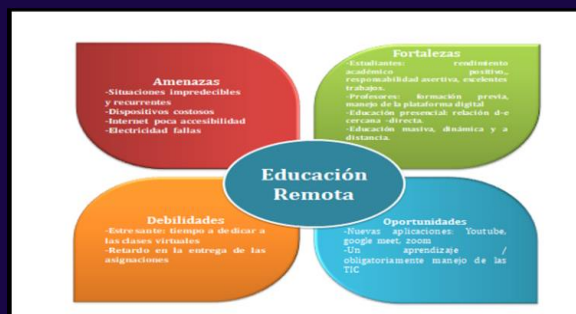 Amenazas
-Situaciones impredecibles
y recurrentes
-Dispositivos costosos
-Internet poca accesibilidad
-Electricidad fallas
Fortalezas
-Estudiantes: rendimiento
académico positivo.,
responsabilidad asertiva, excelentes
trabajos.
-Profesores: formación previa,
manejo de la plataforma digital
-Educación presencial: relación d-e
cercana -directa.
-Educación masiva, dinámica y a
distancia.
Educación
Remota
Debilidades
-Estresante: tiempo a dedicar a
las clases virtuales
-Retardo en la entrega de las
asignaciones
Oportunidades
-Nuevas aplicaciones: Youtube,
google meet, zoom
-Un aprendizaje /
obligatoriamente manejo de las
TIC